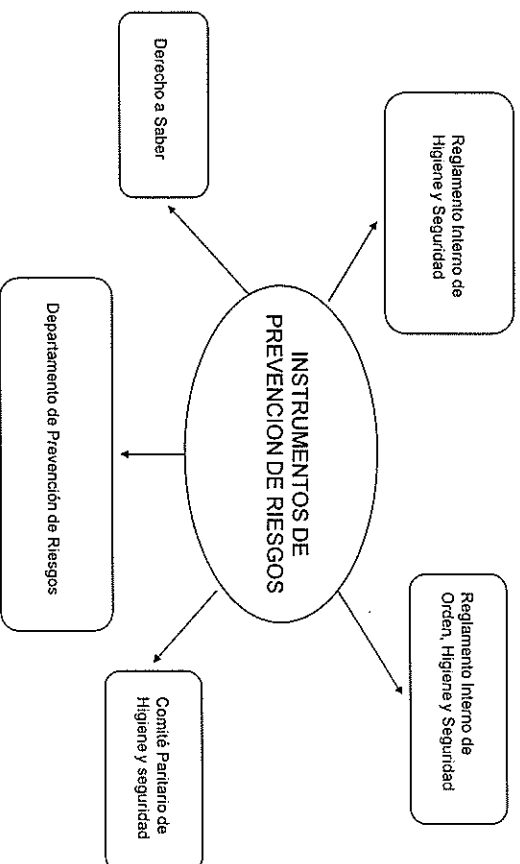 Reglamento Interno de
Higiene y Seguridad
Reglamento Interno de
Orden, Higiene y Seguridad
INSTRUMENTOS DE
PREVENCION DE RIESGOS
Derecho a Saber
Departamento de Prevención de Riesgos
Comité Paritario de
Higiene y seguridad